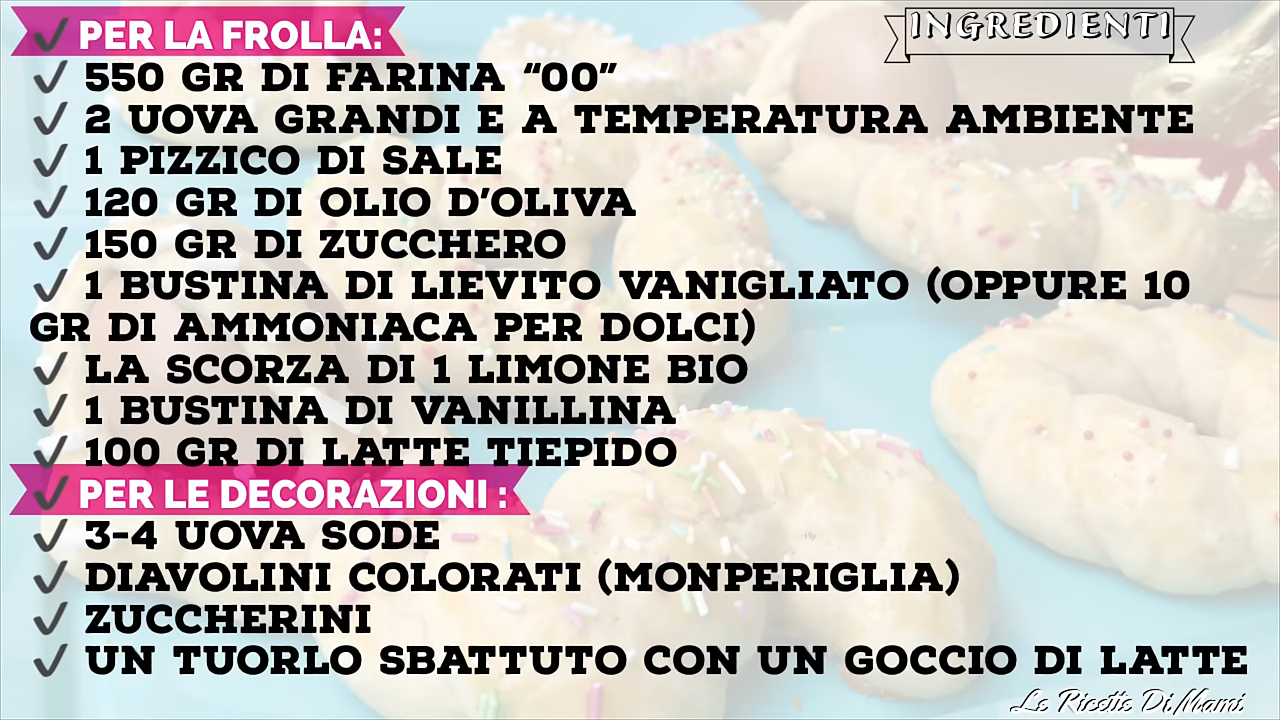 INGREDIENTI
✓ PER LA FROLLA:
✓ 550 GR DI FARINA “00”
✓ 2 UOVA GRANDI E A TEMPERATURA AMBIENTE
✓ 1 PIZZICO DI SALE
✓ 120 GR DI OLIO D’OLIVA
✓ 150 GR DI ZUCCHERO
✓ 1 BUSTINA DI LIEVITO VANIGLIATO (OPPURE 10
GR DI AMMONIACA PER DOLCI)
✓ LA SCORZA DI 1 LIMONE BIO
✓ 1 BUSTINA DI VANILLINA
✓ 100 GR DI LATTE TIEPIDO
✓ PER LE DECORAZIONI :
✓ 3-4 UOVA SODE
✓ DIAVOLINI COLORATI (MONPERIGLIA)
✓ ZUCCHERINI
✓ UN TUORLO SBATTUTO CON UN GOCCIO DI LATTE
Le Ricette Di Mami